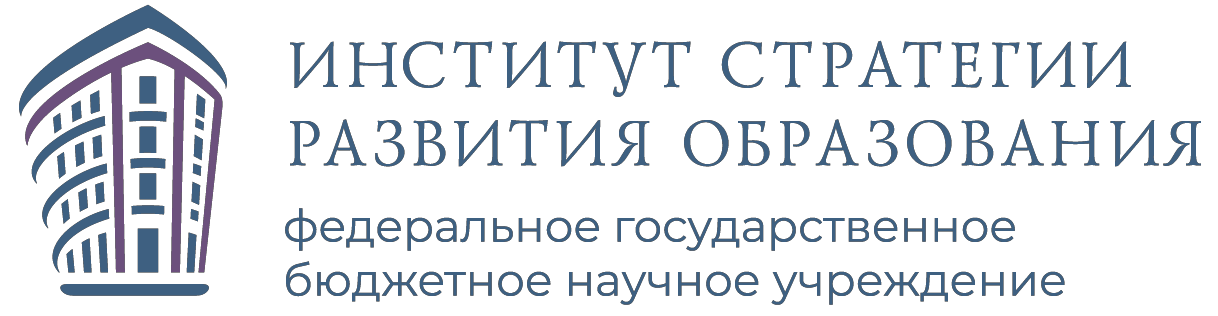 ИНСТИТУТ СТРАТЕГИИ
РАЗВИТИЯ ОБРАЗОВАНИЯ
федеральное государственное
бюджетное научное учреждение